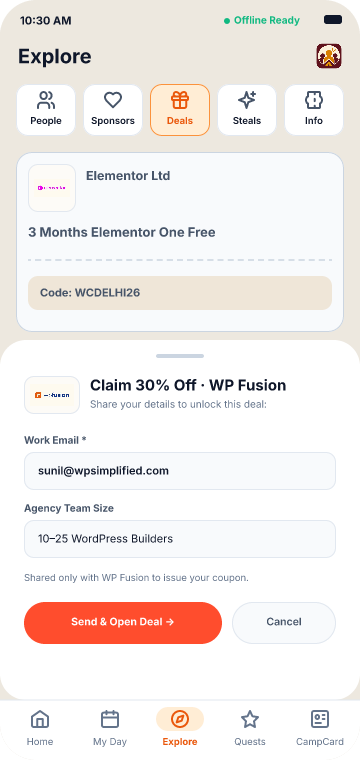 10:30 AM
Offline Ready
Explore
People
Sponsors
Deals
Steals
Info
Elementor Ltd
3 Months Elementor One Free
Code: WCDELHI26
Claim 30% Off · WP Fusion
Share your details to unlock this deal:
Work Email *
sunil@wpsimplified.com
Agency Team Size
10–25 WordPress Builders
Shared only with WP Fusion to issue your coupon.
Send & Open Deal →
Cancel
Home
My Day
Explore
Quests
CampCard